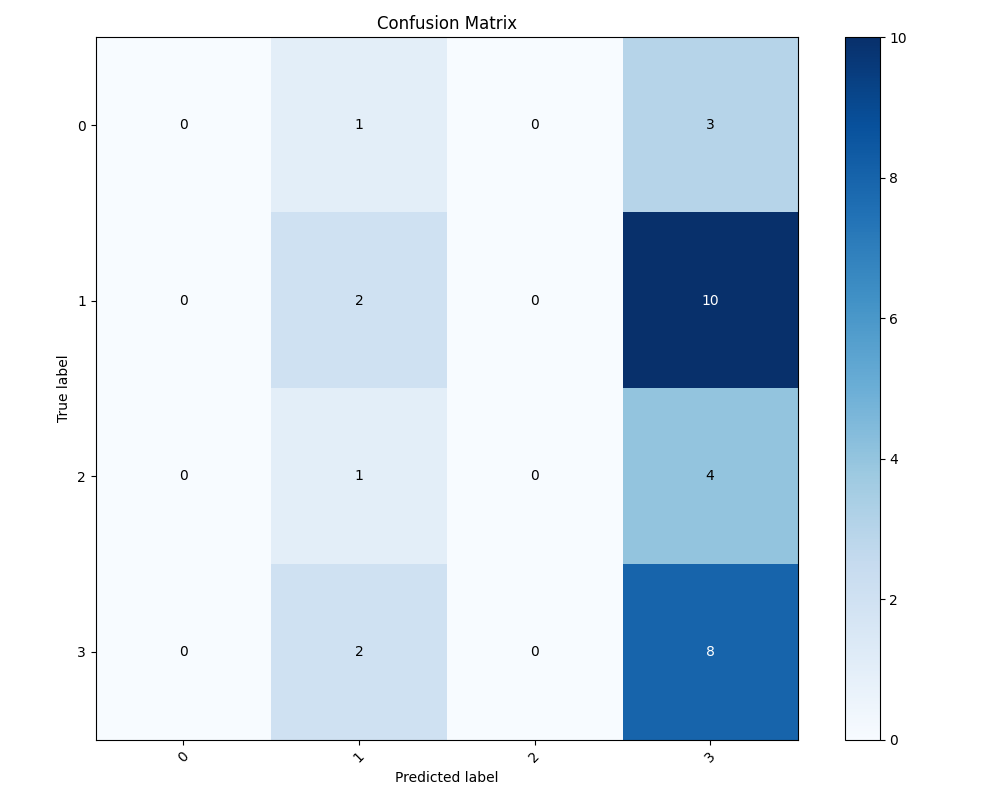 Confusion Matrix
0 0 1 0 3
1 0 2 0 10
2 0 1 0 4
3 0 2 0 8
0 1 2 3
True label
Predicted label
10
8
6
4
2
0